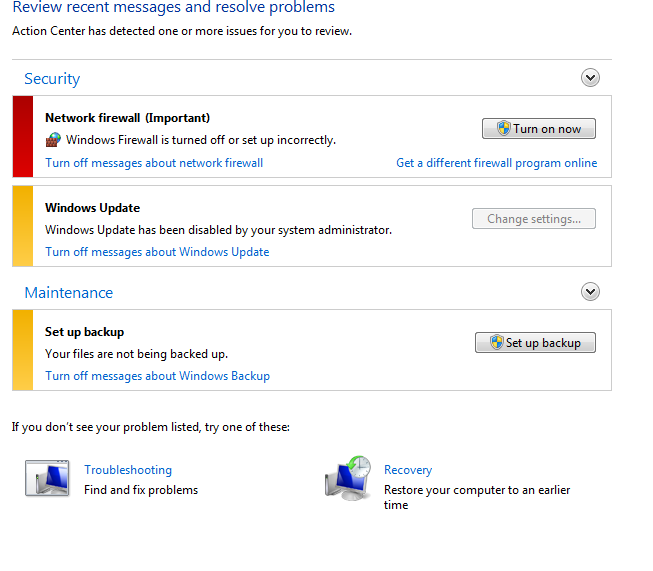 Review recent messages and resolve problems
Action Center has detected one or more issues for you to review.
Security
Network firewall (Important)
Windows Firewall is turned off or set up incorrectly.
Turn on now
Turn off messages about network firewall
Get a different firewall program online
Windows Update
Windows Update has been disabled by your system administrator.
Change settings...
Turn off messages about Windows Update
Maintenance
Set up backup
Your files are not being backed up.
Set up backup
Turn off messages about Windows Backup
If you don't see your problem listed, try one of these:
Troubleshooting
Find and fix problems
Recovery
Restore your computer to an earlier
time